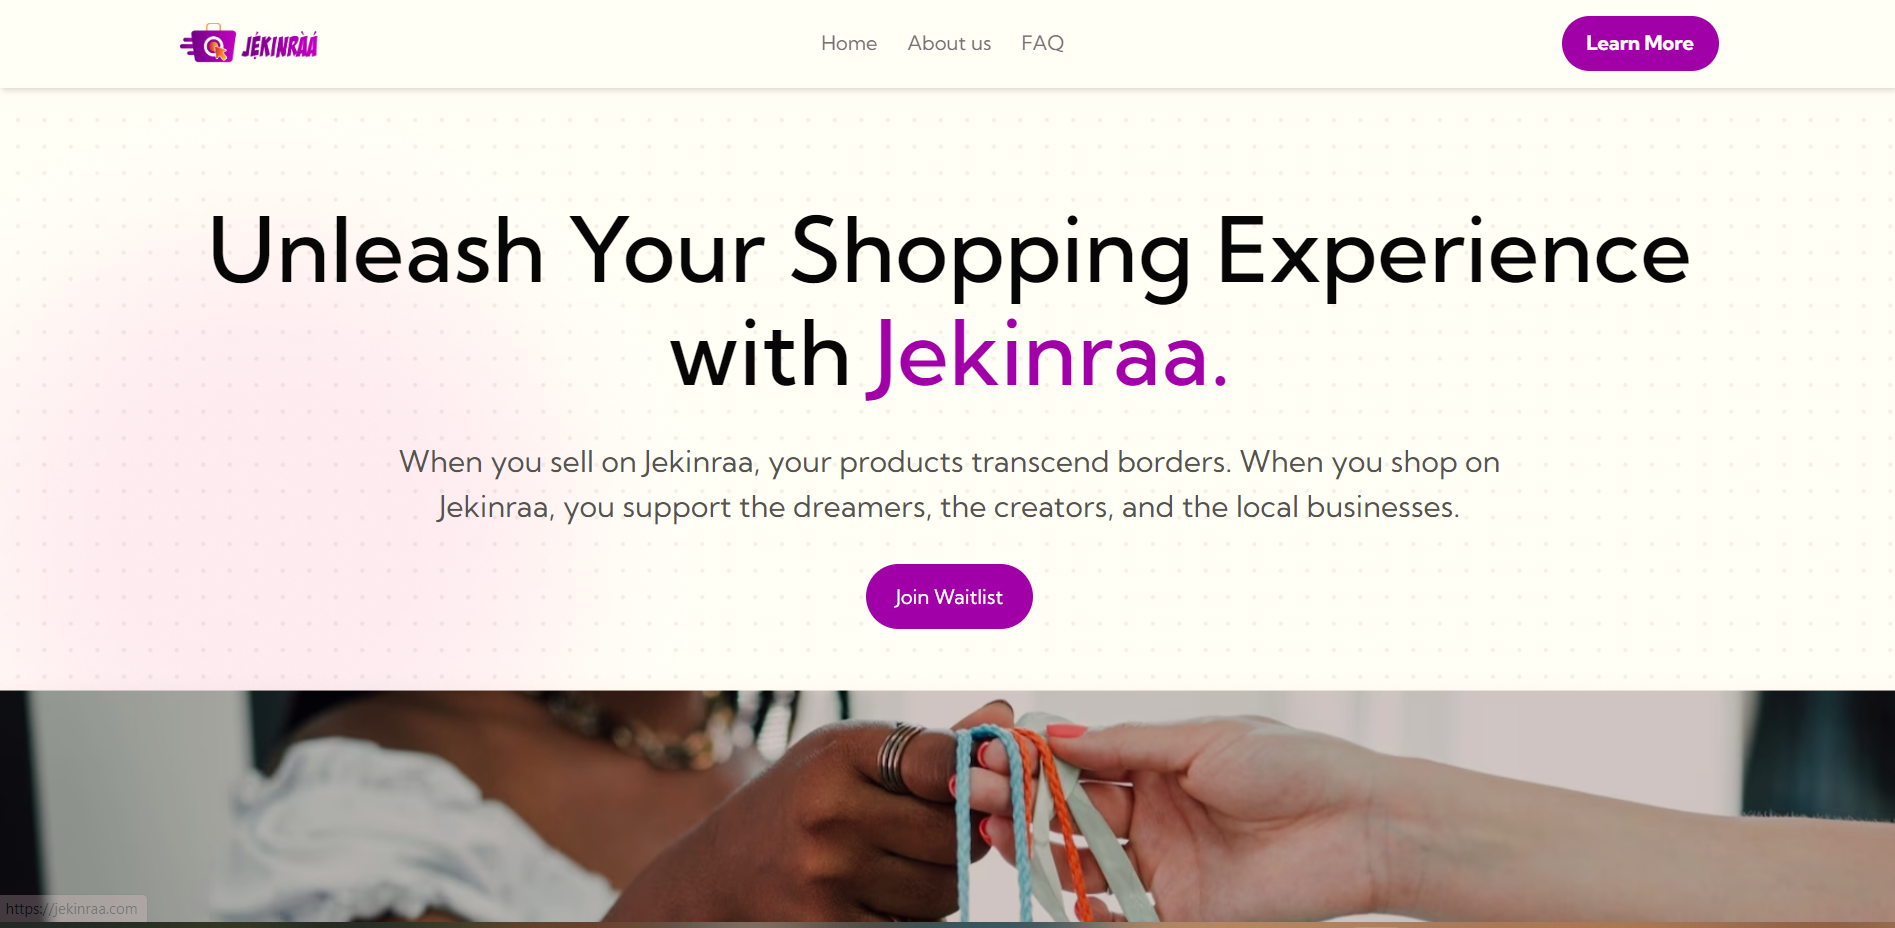 JẸ́KINRÀÁ
Home
About us
FAQ
Learn More
Unleash Your Shopping Experience
with Jekinraa.
When you sell on Jekinraa, your products transcend borders. When you shop on
Jekinraa, you support the dreamers, the creators, and the local businesses.
Join Waitlist
https://jekinraa.com